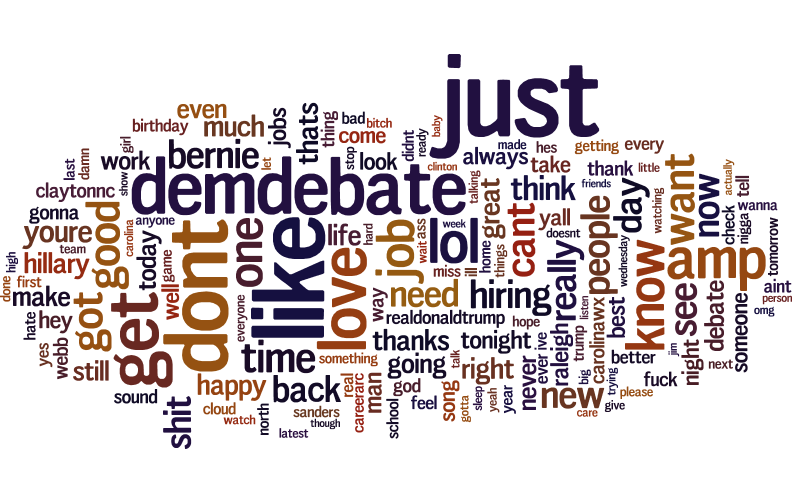 just
even
birthday
much
jobs
thats
thing
bad
bitch
come
baby
girl
damn
last
work
bernie
let
stop
look
didnt
ready
made
hes
getting
every
always
take
thank
little
claytonnc
show
demdebate
clinton
talking
think
friends
want
actually
tell
gonna
good
carolina
anyone
dont
one
like
life
hard
job
wait
ass
week
lol
great
cant
yall
doesnt
people
day
watching
now
check
nigga
wanna
tomorrow
youre
team
today
game
hillary
high
done
first
make
got
get
well
everyone
love
way
need
miss
ill
home
things
hiring
really
wednesday
know
amp
see
debate
someone
aint
person
omg
hate
hey
yes
webb
still
time
something
realdonaldtrump
hope
thanks
tonight
listen
best
carolinawx
raleigh
trump
ive
ever
never
better
jim
night
next
sound
shit
happy
cloud
watch
north
back
latest
sanders
though
real
careerarc
man
god
going
school
feel
talk
song
gotta
right
sleep
yeah
year
new
big
trying
care
give
please
fuck